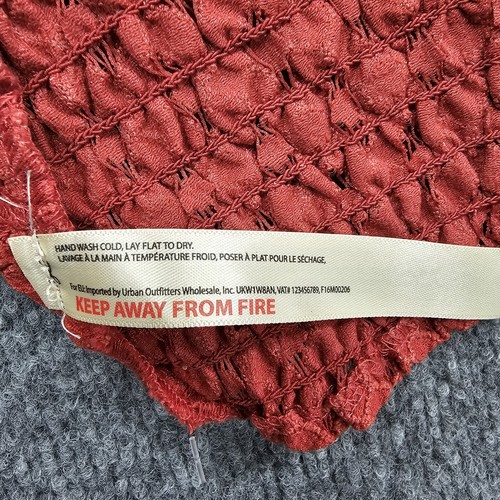 HAND WASH COLD, LAY FLAT TO DRY.
LAVAGE À LA MAIN À TEMPÉRATURE FROID, POSER À PLAT POUR LE SÉCHAGE,
For EU: Imported by Urban Outfitters Wholesale, Inc. UKW1W8AN, VAT# 123456789, F16M00206
KEEP AWAY FROM FIRE